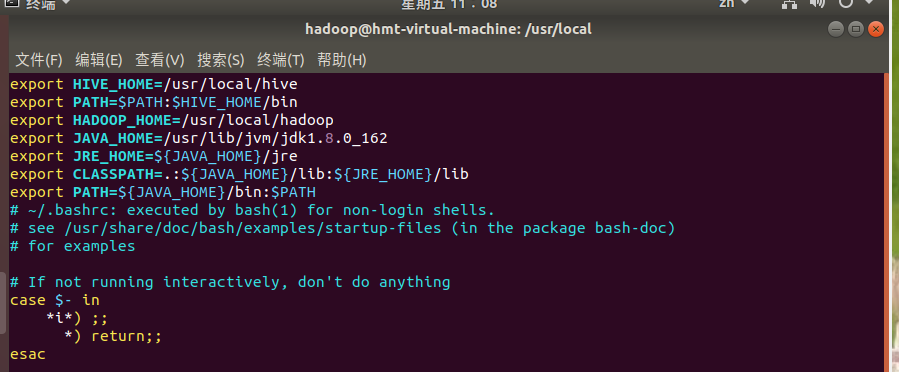 终端
星期五 11：08
zh
hadoop@hmt-virtual-machine: /usr/local
文件(F) 编辑(E) 查看(V) 搜索(S) 终端(T) 帮助(H)
export HIVE_HOME=/usr/local/hive
export PATH=$PATH:$HIVE_HOME/bin
export HADOOP_HOME=/usr/local/hadoop
export JAVA_HOME=/usr/lib/jvm/jdk1.8.0_162
export JRE_HOME=${JAVA_HOME}/jre
export CLASSPATH=.:${JAVA_HOME}/lib:${JRE_HOME}/lib
export PATH=${JAVA_HOME}/bin:$PATH
# ~/.bashrc: executed by bash(1) for non-login shells.
# see /usr/share/doc/bash/examples/startup-files (in the package bash-doc)
# for examples

# If not running interactively, don't do anything
case $- in
    *i*) ;;
      *) return;;
esac